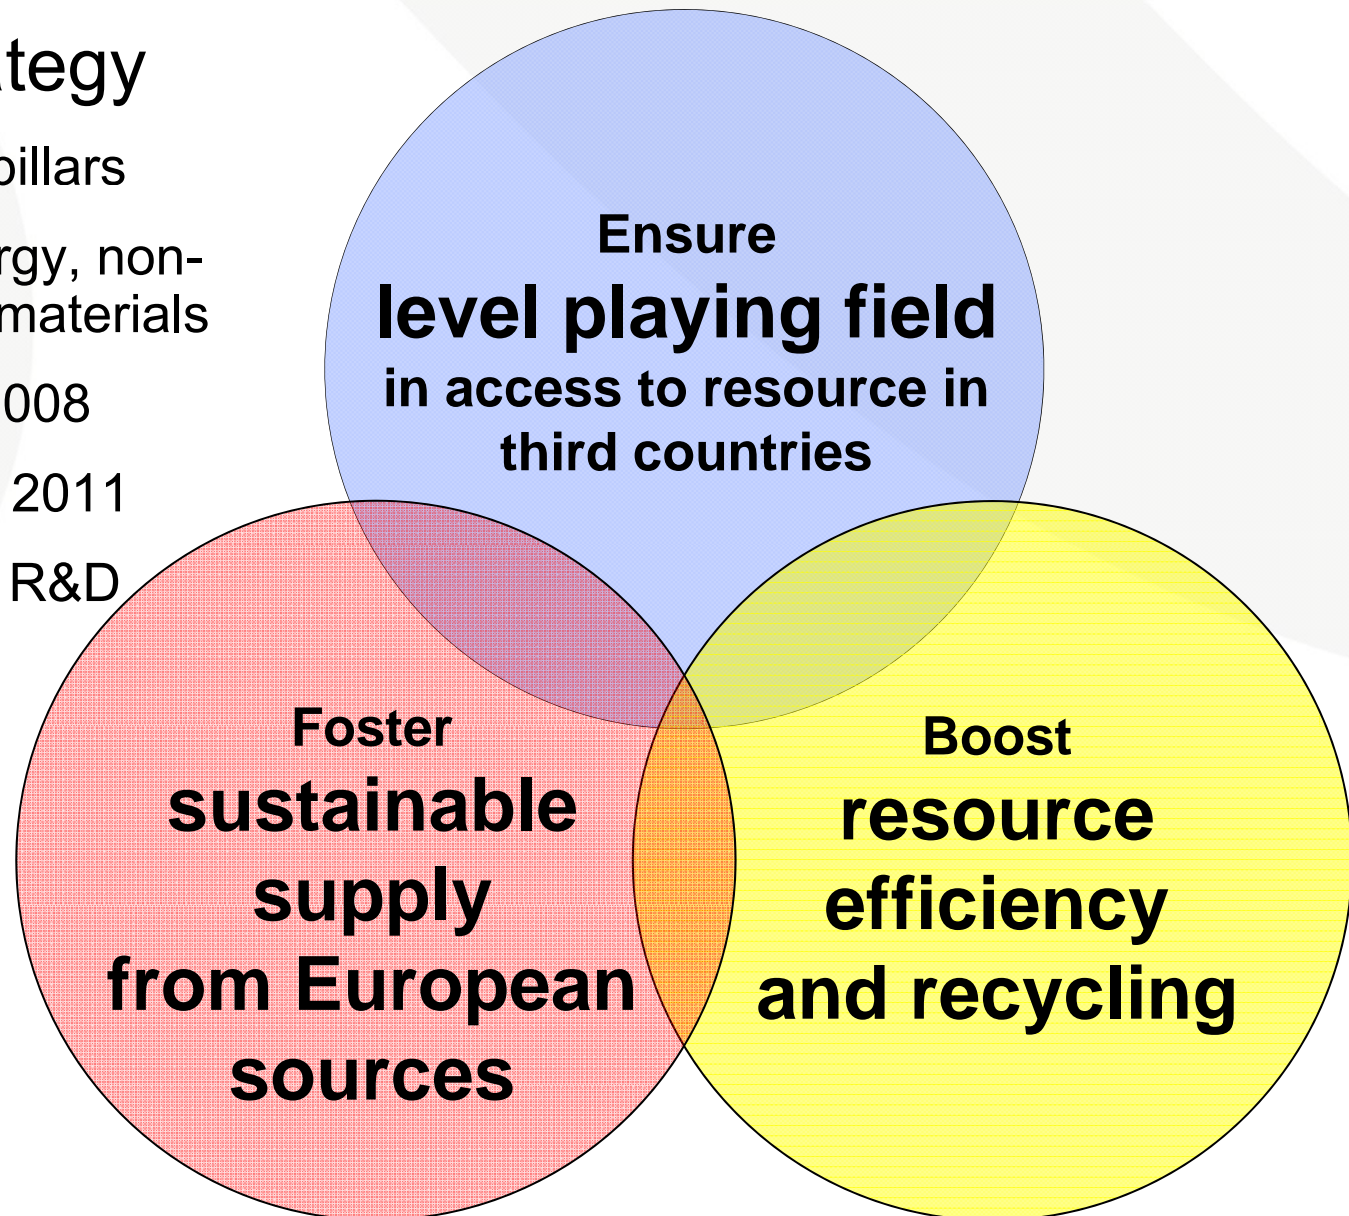 tegy
pillars
rgy, non-
materials
008
2011
R&D
Ensure
level playing field
in access to resource in
third countries
Foster
sustainable
supply
from European
sources
Boost
resource
efficiency
and recycling